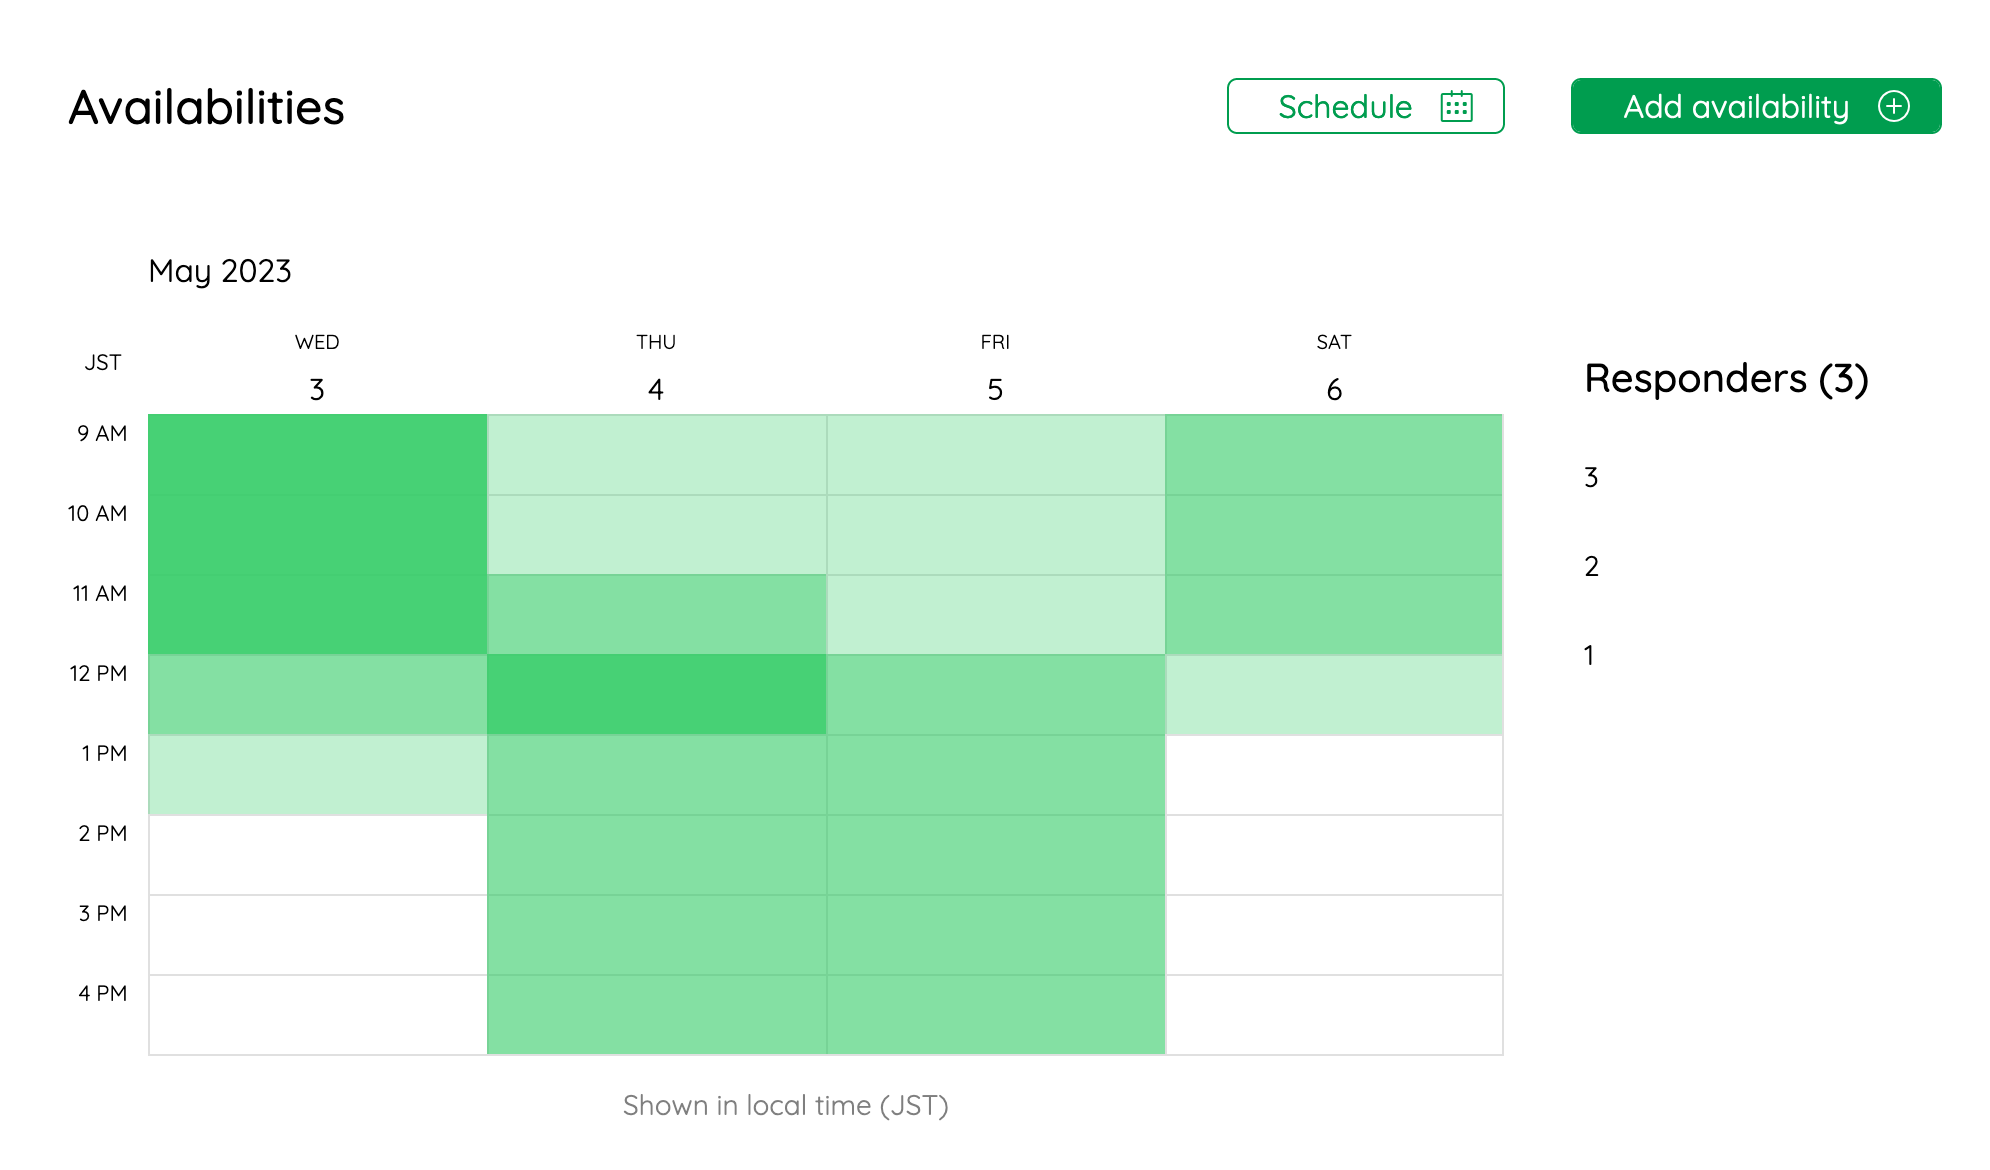 Availabilities
Schedule
Add availability
May 2023
JST
WED
THU
FRI
SAT
3
4
5
6
Responders (3)
9 AM
10 AM
11 AM
12 PM
1 PM
2 PM
3 PM
4 PM
3
2
1
Shown in local time (JST)